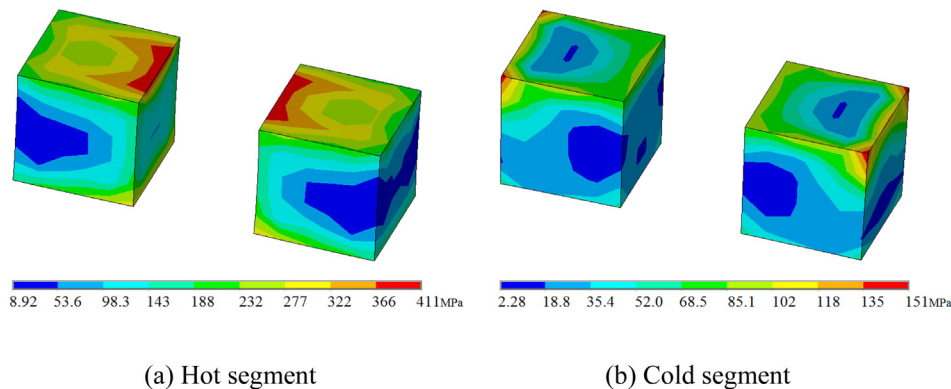 8.92 53.6 98.3 143 188 232 277 322 366 411MPa
2.28 18.8 35.4 52.0 68.5 85.1 102 118 135 151MPa
(a) Hot segment
(b) Cold segment